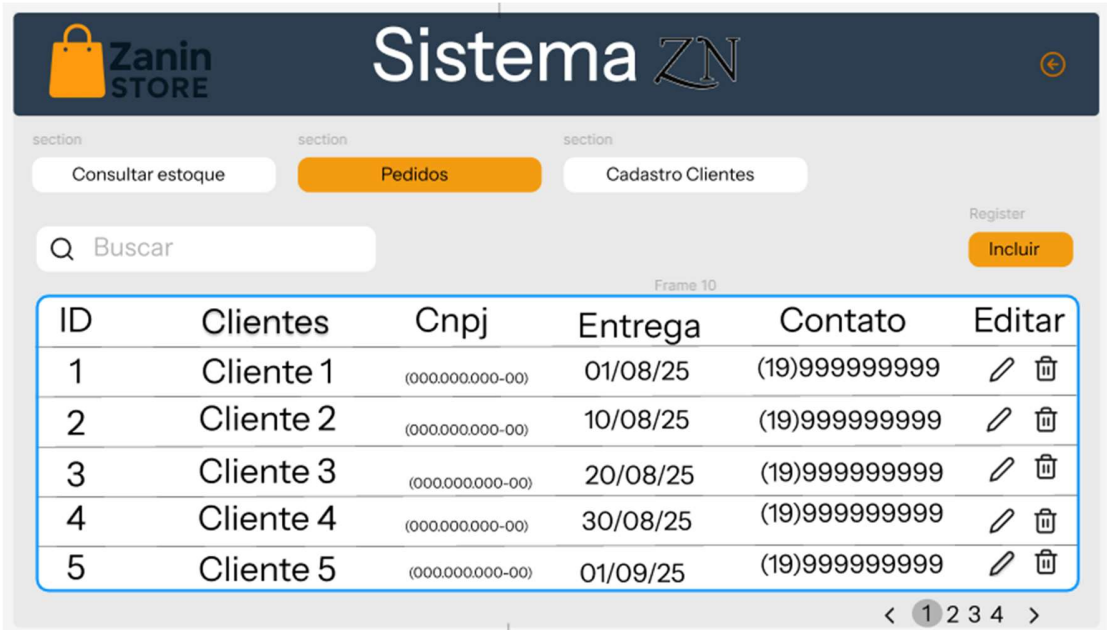 Zanin
STORE
Sistema ZN
section section section
Consultar estoque Pedidos Cadastro Clientes
Register
Buscar Incluir
Frame 10
ID Clientes Cnpj Entrega Contato Editar
1 Cliente 1 (000.000.000-00) 01/08/25 (19)999999999
2 Cliente 2 (000.000.000-00) 10/08/25 (19)999999999
3 Cliente 3 (000.000.000-00) 20/08/25 (19)999999999
4 Cliente 4 (000.000.000-00) 30/08/25 (19)999999999
5 Cliente 5 (000.000.000-00) 01/09/25 (19)999999999
< 1 2 3 4 >